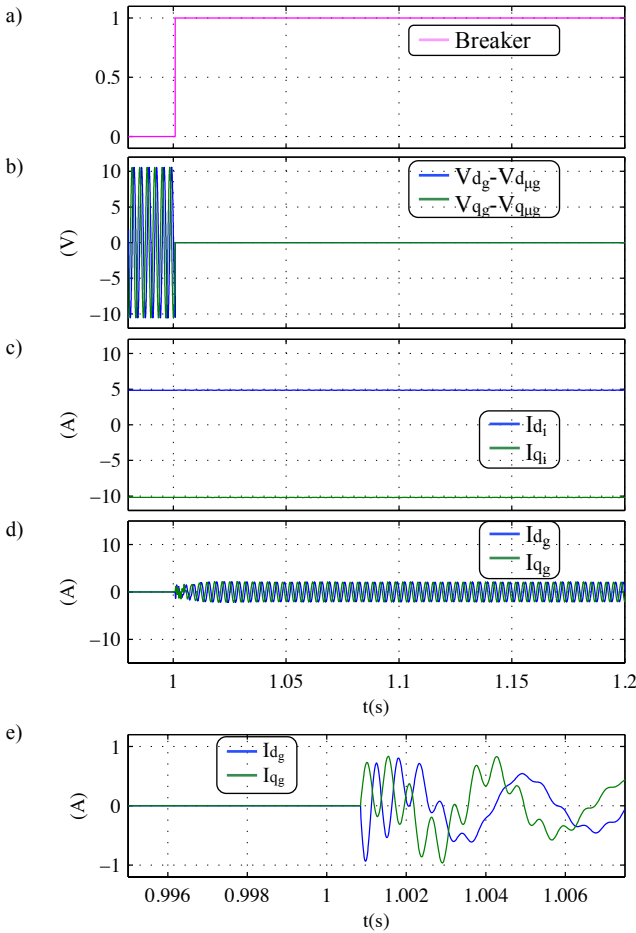 a)
1
Breaker
0.5
0
b)
10
Vdg-Vdμg
5
Vqg-Vqμg
(V)
0
−5
−10
c)
10
5
(A)
0
Idi
−5
Iqi
−10
d)
10
Idg
(A)
0
Iqg
−10
1 1.05 1.1 1.15 1.2
t(s)
e)
1
Idg
Iqg
(A)
0
−1
0.996 0.998 1 1.002 1.004 1.006
t(s)